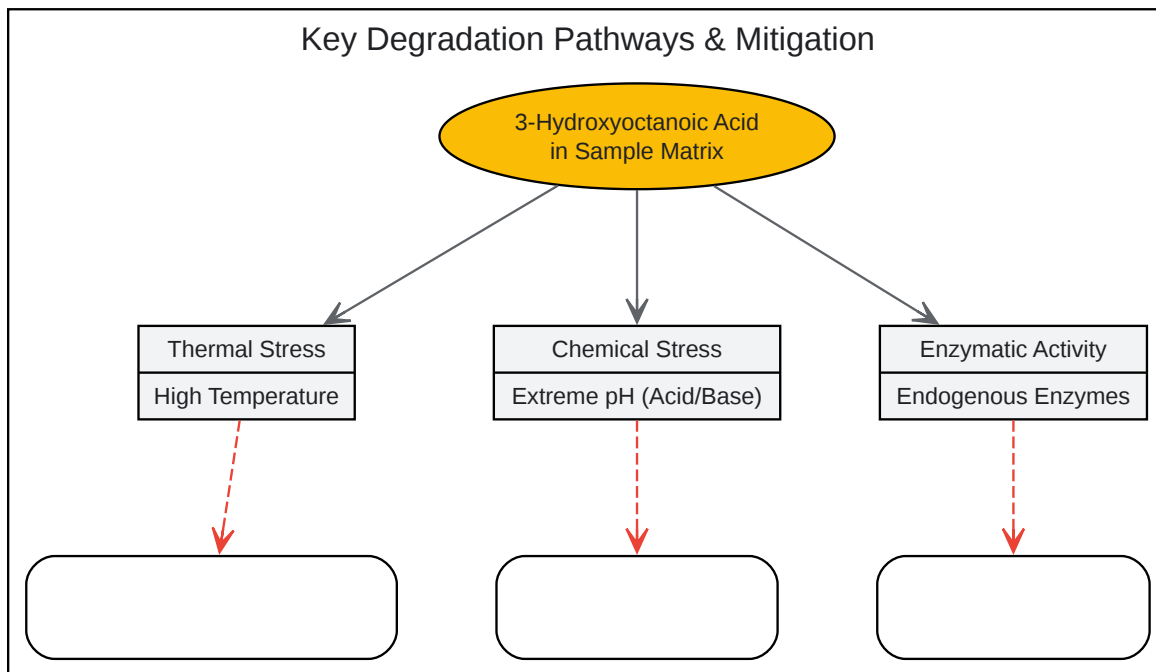 Key Degradation Pathways & Mitigation
3-Hydroxyoctanoic Acid
in Sample Matrix
Thermal Stress
High Temperature
Chemical Stress
Extreme pH (Acid/Base)
Enzymatic Activity
Endogenous Enzymes